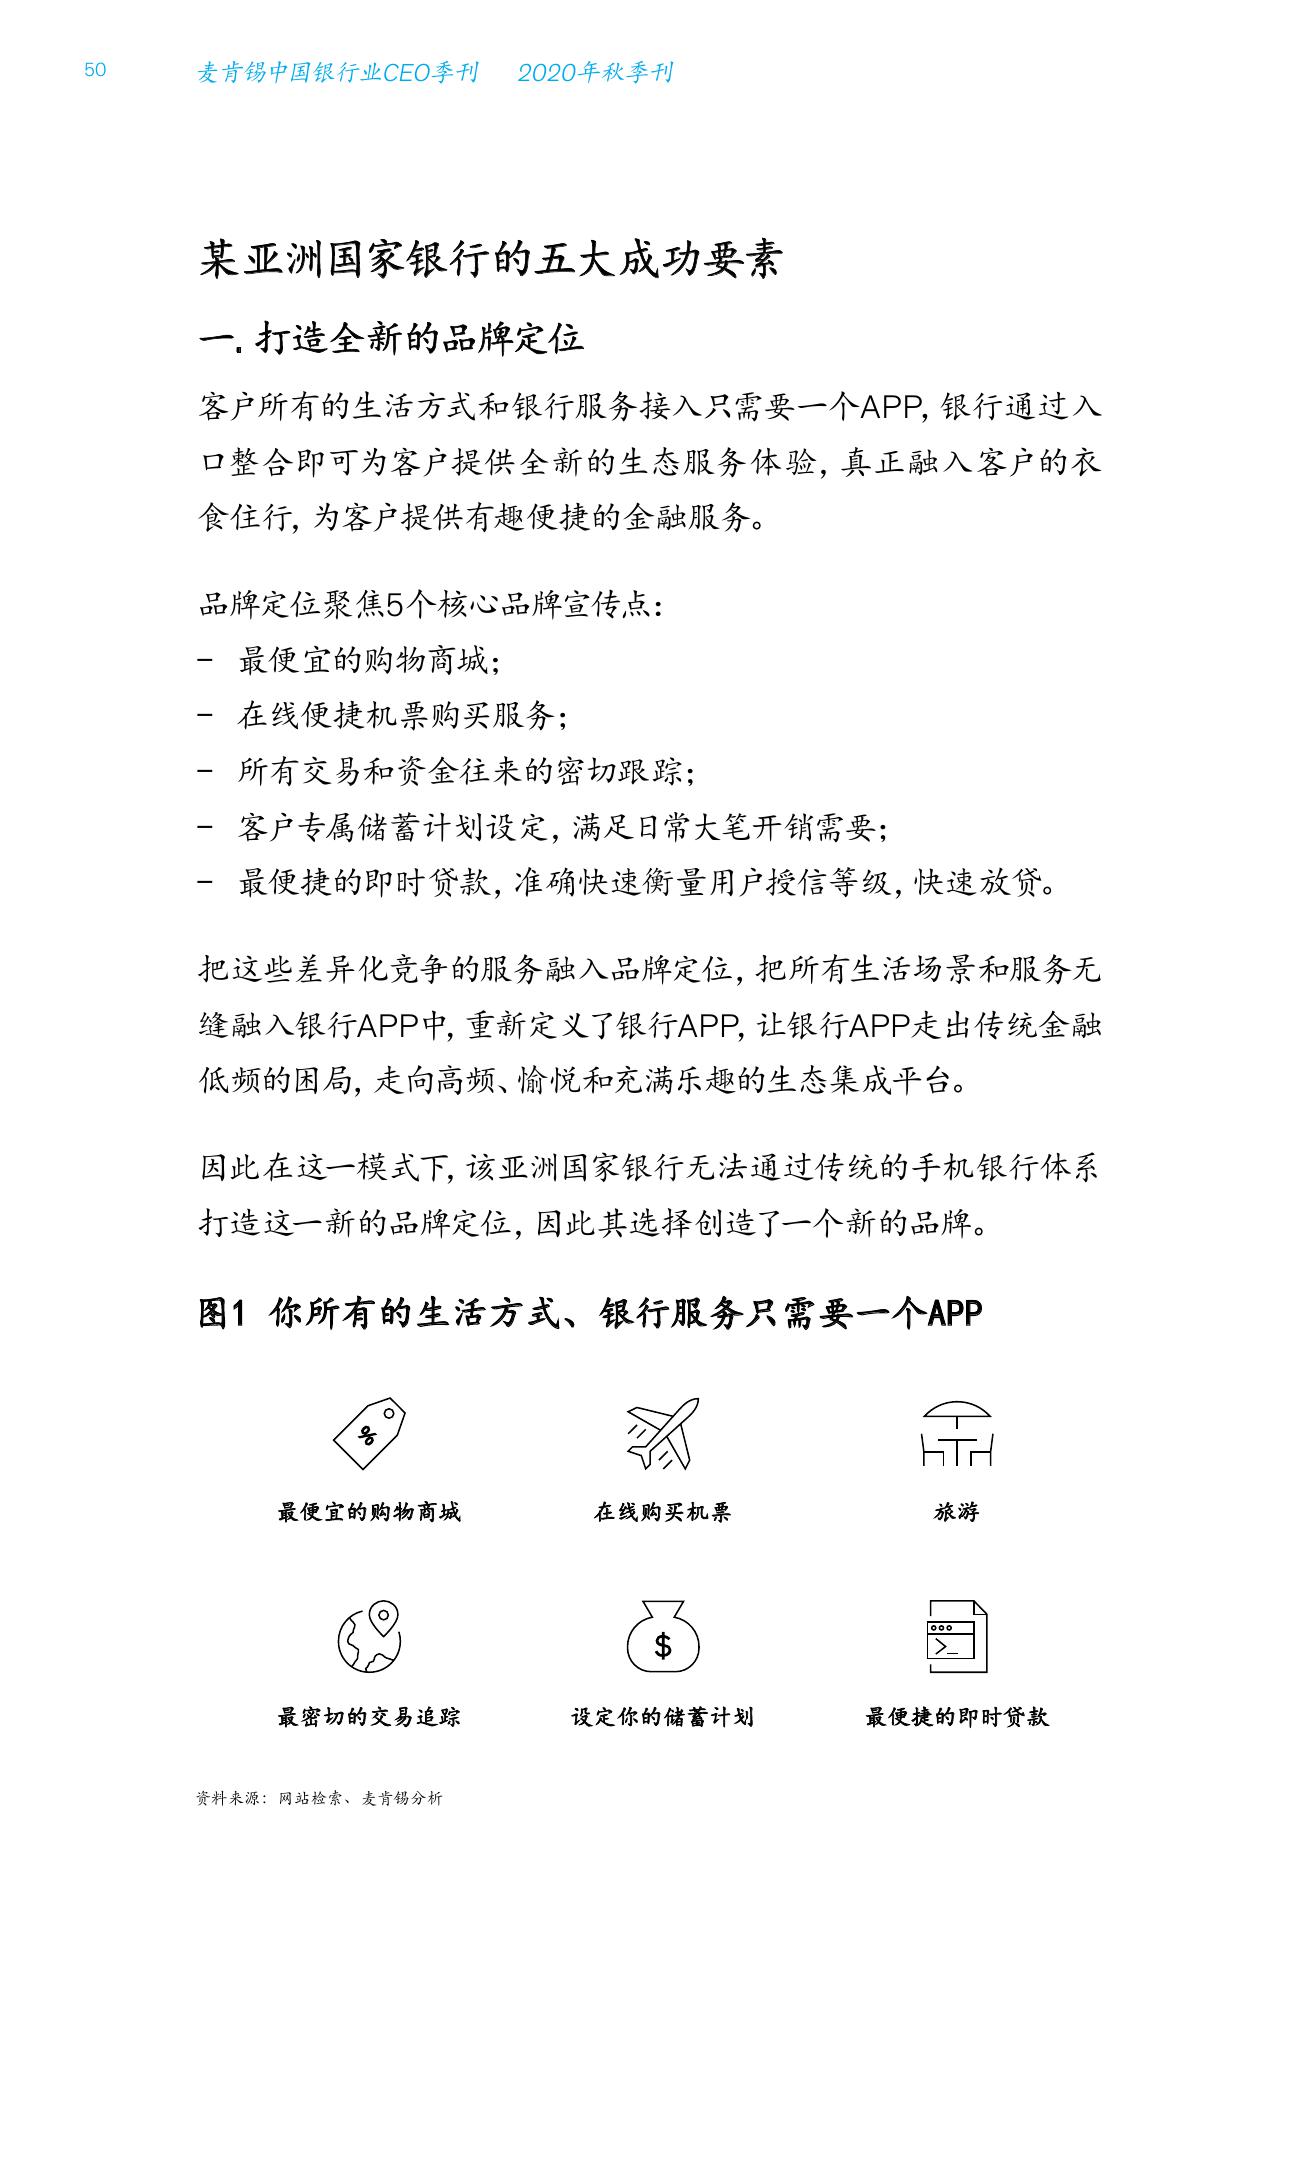 50
麦肯锡中国银行业CEO季刊 2020年秋季刊
某亚洲国家银行的五大成功要素
一. 打造全新的品牌定位
客户所有的生活方式和银行服务接入只需要一个APP, 银行通过入
口整合即可为客户提供全新的生态服务体验, 真正融入客户的衣
食住行, 为客户提供有趣便捷的金融服务。
品牌定位聚焦5个核心品牌宣传点:
– 最便宜的购物商城;
– 在线便捷机票购买服务;
– 所有交易和资金往来的密切跟踪;
– 客户专属储蓄计划设定, 满足日常大笔开销需要;
– 最便捷的即时贷款, 准确快速衡量用户授信等级, 快速放贷。
把这些差异化竞争的服务融入品牌定位, 把所有生活场景和服务无
缝融入银行APP中, 重新定义了银行APP, 让银行APP走出传统金融
低频的困局, 走向高频、愉悦和充满乐趣的生态集成平台。
因此在这一模式下, 该亚洲国家银行无法通过传统的手机银行体系
打造这一新的品牌定位, 因此其选择创造了一个新的品牌。
图1 你所有的生活方式、银行服务只需要一个APP
%
最便宜的购物商城 在线购买机票 旅游
$
最密切的交易追踪 设定你的储蓄计划 最便捷的即时贷款
资料来源: 网站检索、麦肯锡分析